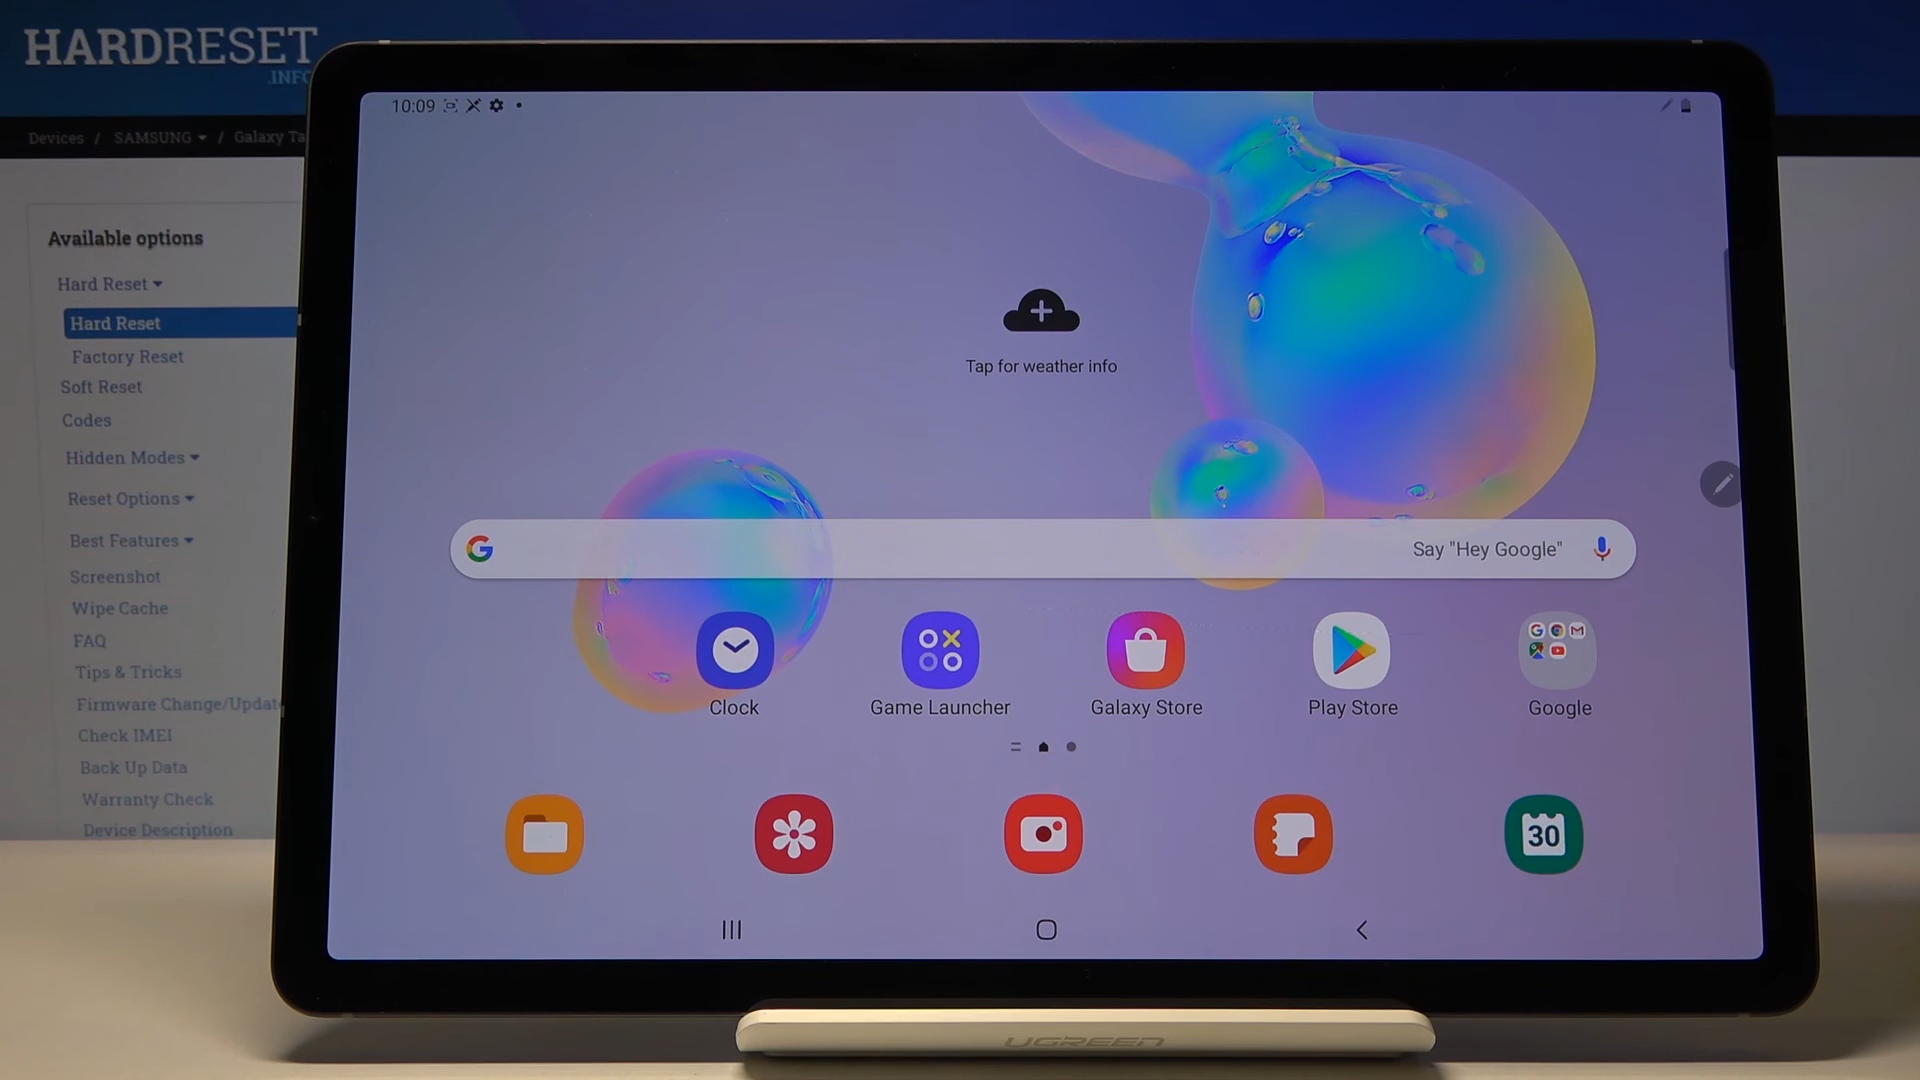 HARDRESET
.INFO
Devices / SAMSUNG / Galaxy Ta
Available options
Hard Reset
Hard Reset
Factory Reset
Soft Reset
Codes
Hidden Modes
Reset Options
Best Features
Screenshot
Wipe Cache
FAQ
Tips & Tricks
Firmware Change/Update
Check IMEI
Back Up Data
Warranty Check
Device Description
10:09
Tap for weather info
Say "Hey Google"
Clock
Game Launcher
Galaxy Store
Play Store
Google
30
UGREEN